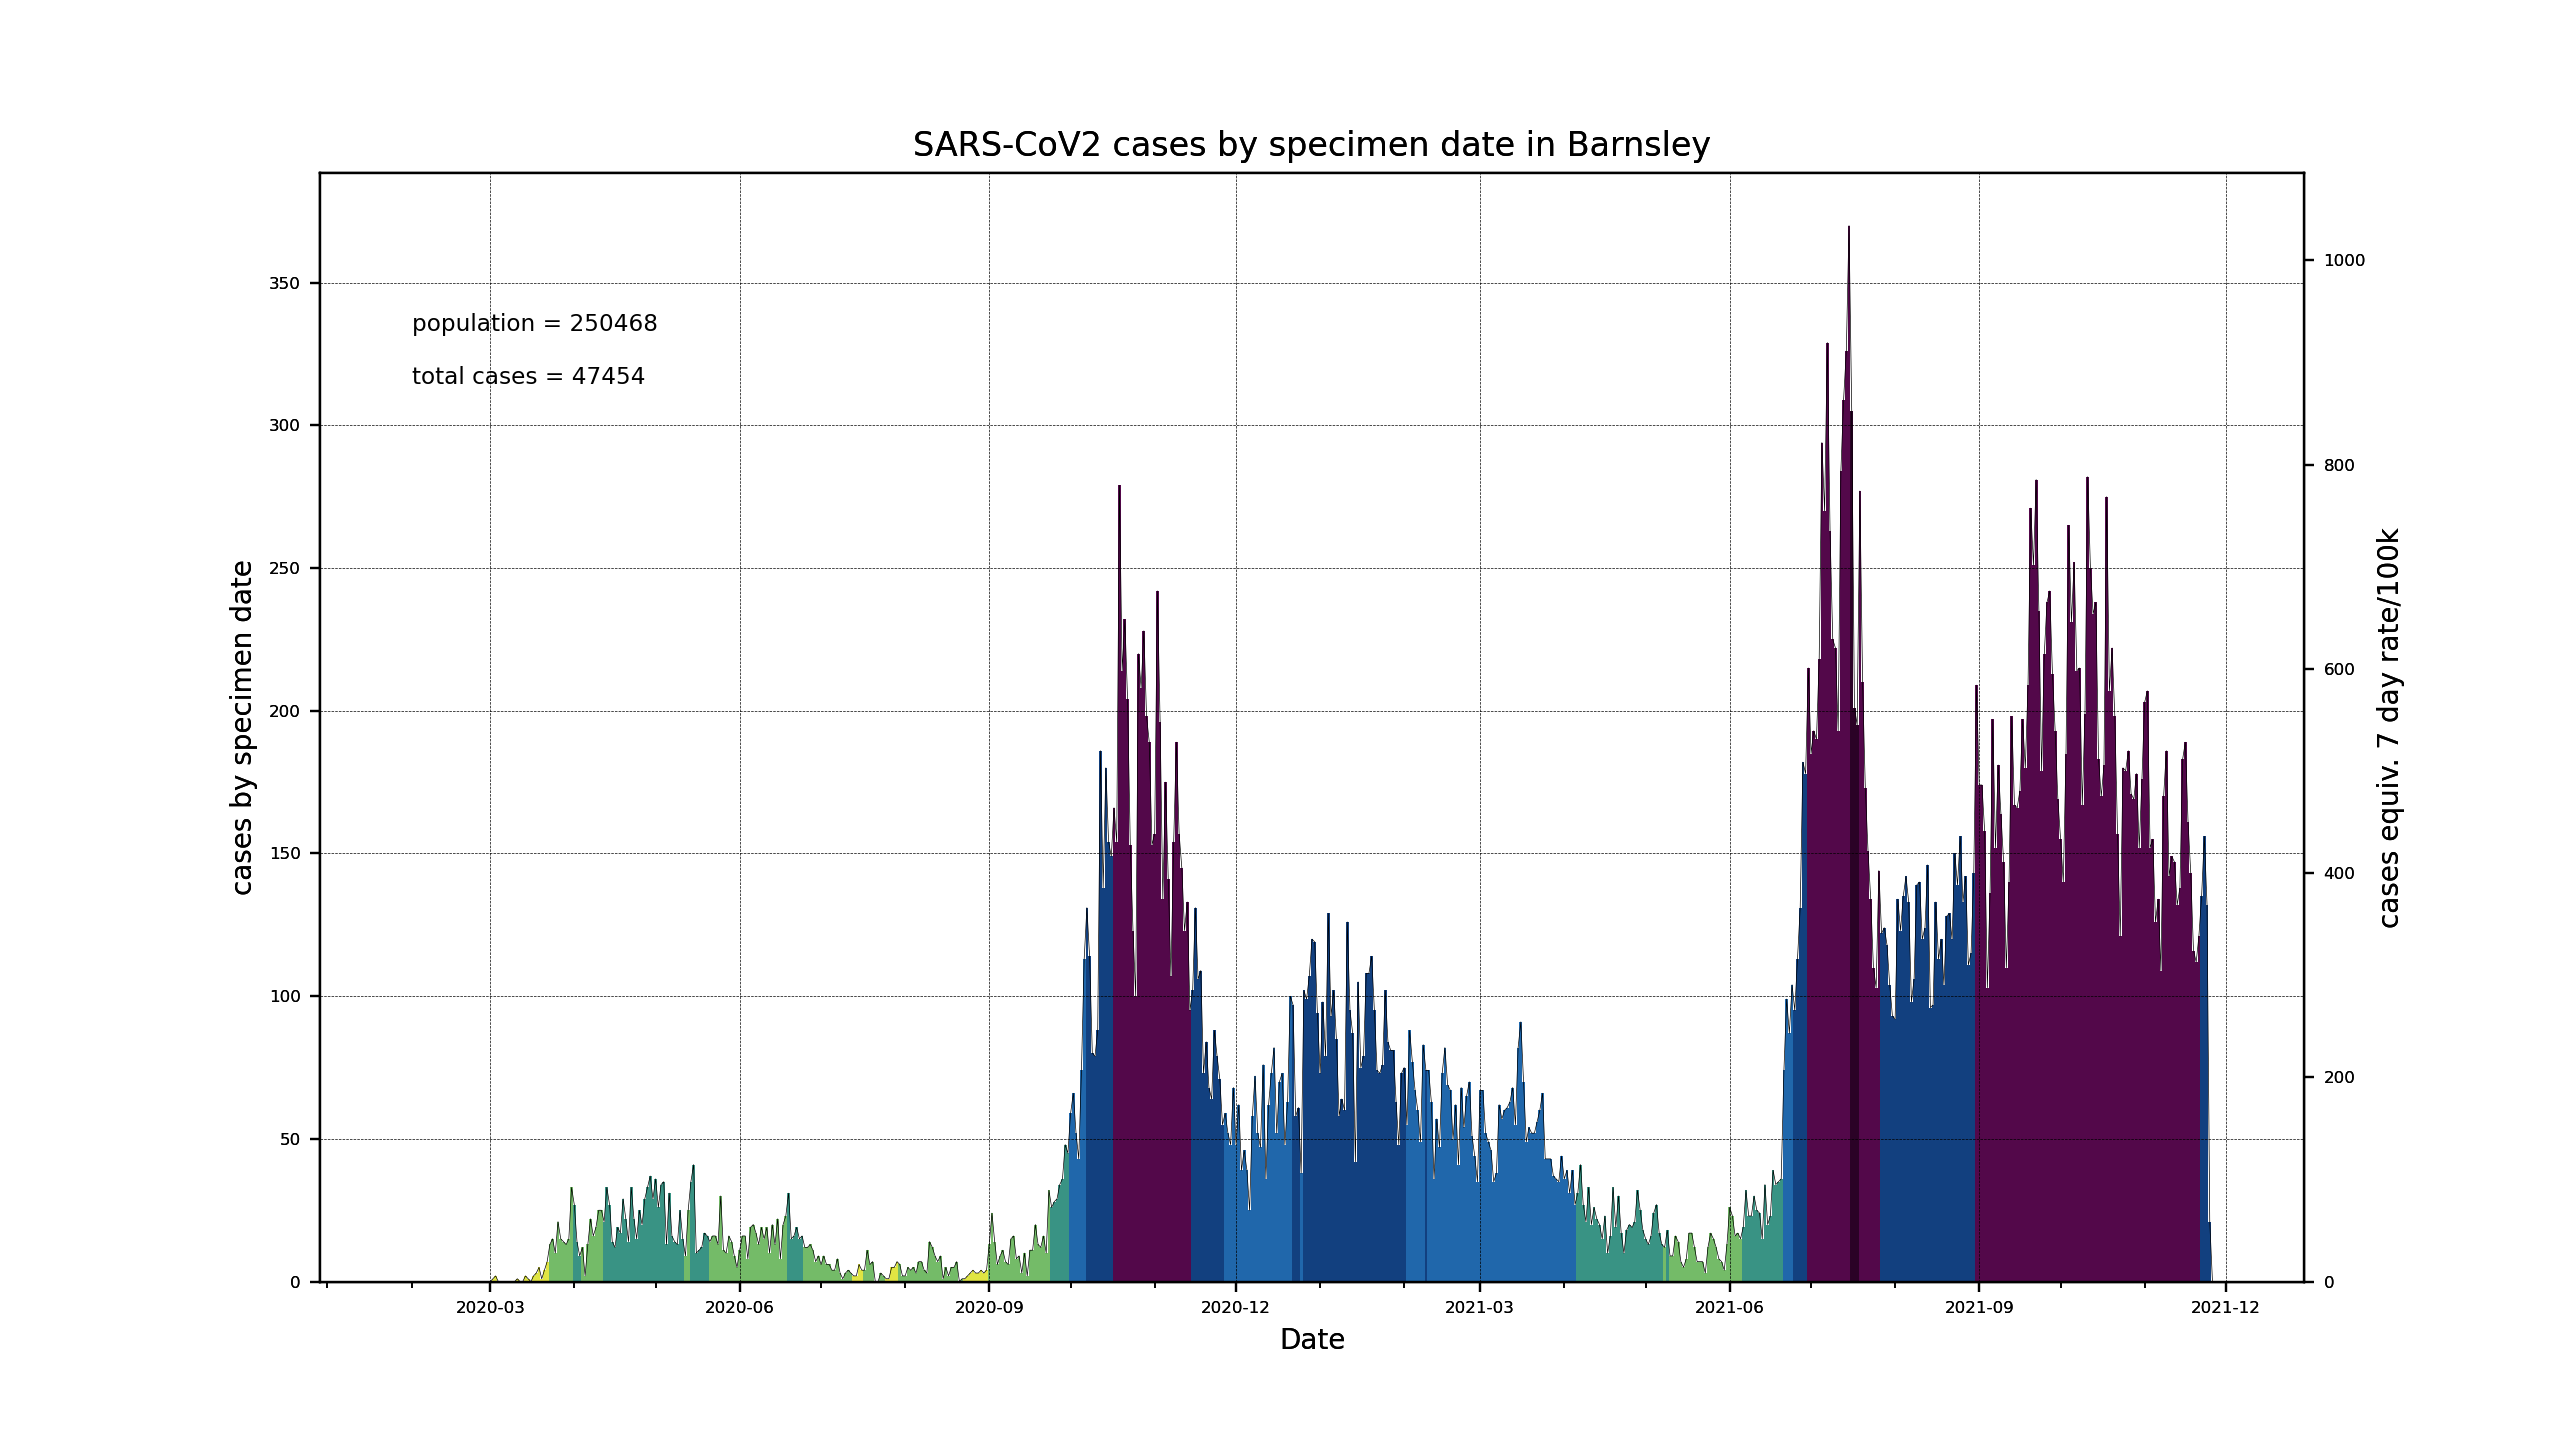 SARS-CoV2 cases by specimen date in Barnsley
population = 250468
total cases = 47454
cases by specimen date
350
300
250
200
150
100
50
0
1000
800
600
400
200
0
cases equiv. 7 day rate/100k
2020-03 2020-06 2020-09 2020-12 2021-03 2021-06 2021-09 2021-12
Date